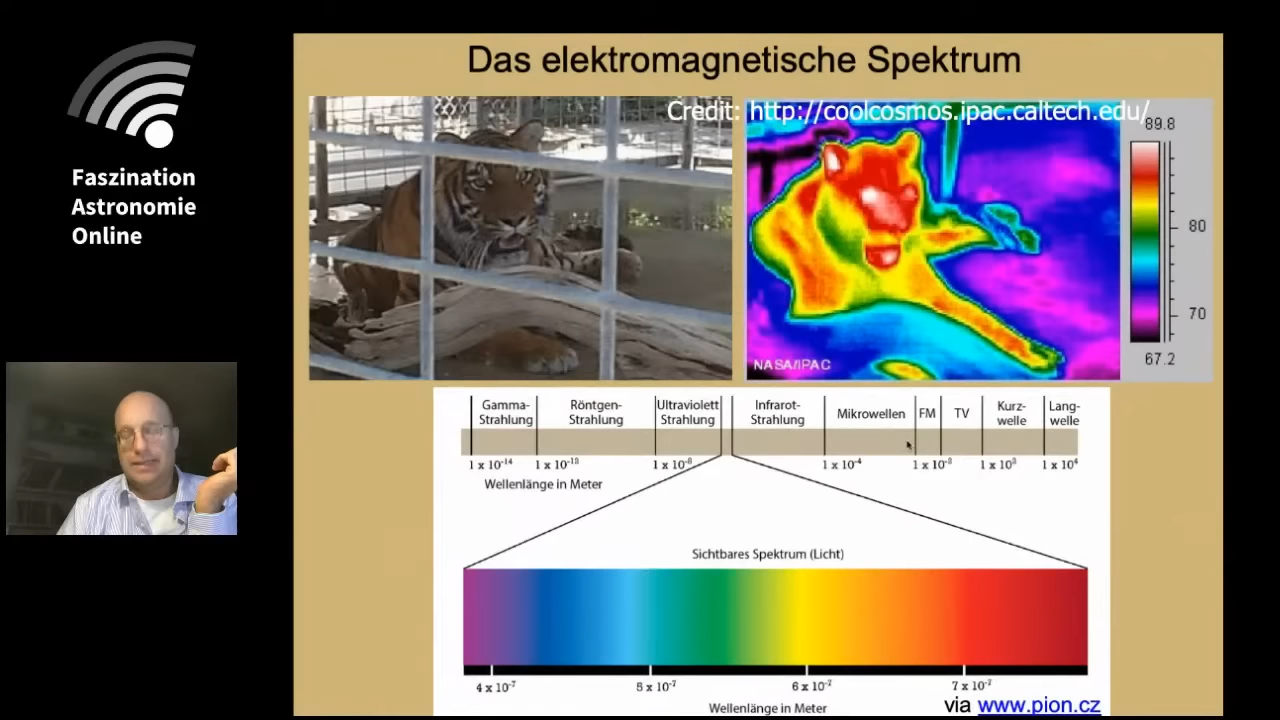 Faszination
Astronomie
Online
Das elektromagnetische Spektrum
Credit: http://coolcosmos.ipac.caltech.edu/
89.8
80
70
67.2
NASA/IPAC
Gamma-
Strahlung
Röntgen-
Strahlung
Ultraviolett
Strahlung
Infrarot-
Strahlung
Mikrowellen
FM
TV
Kurz-
welle
Lang-
welle
1 x 10⁻¹⁴
1 x 10⁻¹²
1 x 10⁻⁸
1 x 10⁻⁴
1 x 10⁻²
1 x 10²
1 x 10⁴
Wellenlänge in Meter
Sichtbares Spektrum (Licht)
4 x 10⁻⁷
5 x 10⁻⁷
6 x 10⁻⁷
7 x 10⁻⁷
Wellenlänge in Meter
via www.pion.cz